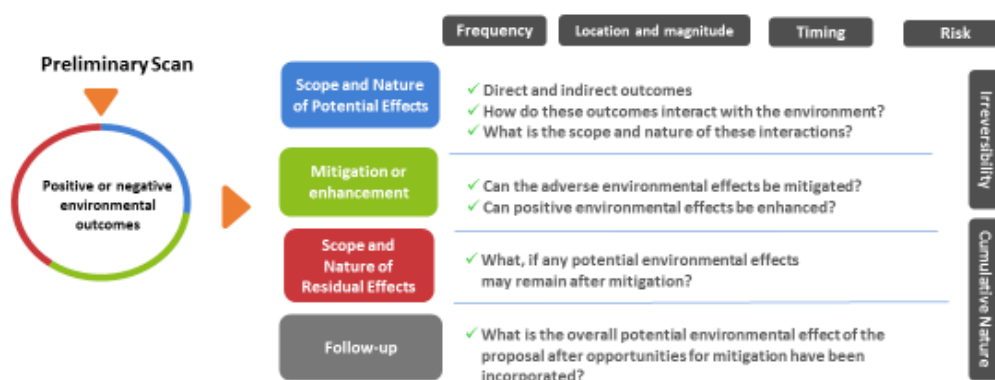 Frequency
Location and magnitude
Timing
Risk
Preliminary Scan
Positive or negative
environmental
outcomes
Scope and Nature
of Potential Effects
✓ Direct and indirect outcomes
✓ How do these outcomes interact with the environment?
✓ What is the scope and nature of these interactions?
Mitigation or
enhancement
✓ Can the adverse environmental effects be mitigated?
✓ Can positive environmental effects be enhanced?
Scope and
Nature of
Residual Effects
✓ What, if any potential environmental effects
may remain after mitigation?
Follow-up
✓ What is the overall potential environmental effect of the
proposal after opportunities for mitigation have been
incorporated?
Irreversibility
Cumulative Nature